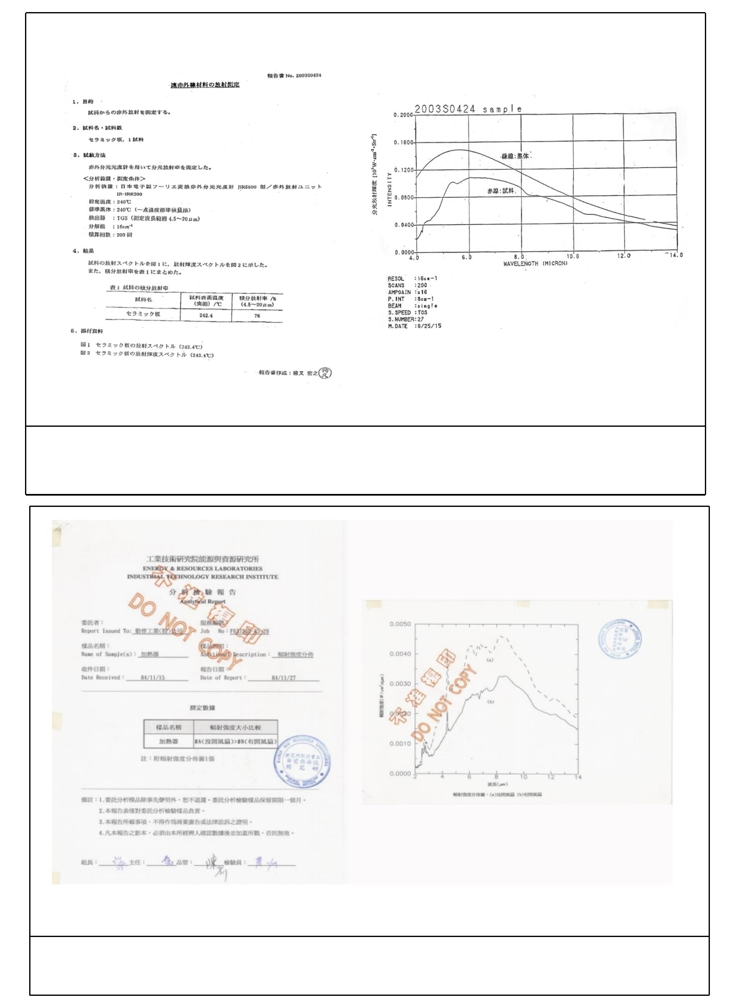 報告書 No. 2003S0424
遠赤外線材料の放射測定
1. 目的
試料からの赤外放射を測定する。
2. 試料名・試料数
セラミック板, 1試料
3. 試験方法
赤外分光光度計を用いて分光放射率を測定した。
＜分析装置・測定条件＞
分析装置：日本電子製フーリエ変換赤外分光光度計 JIR5500 型／赤外放射ユニット
IR-IRR200
設定温度：240℃
標準黒体：240℃（一点温度標準検量法）
検出器 ：TGS（測定波長範囲 4.5～20μm）
分解能 ：16cm⁻¹
積算回数：200 回
4. 結果
試料の放射スペクトルを図1に，放射輝度スペクトルを図2に示した。
また，積分放射率を表1にまとめた。
表1 試料の積分放射率
試料名 試料表面温度（実測）/℃ 積分放射率 /%（4.5～20μm）
セラミック板 242.4 76
5. 添付資料
図1 セラミック板の放射スペクトル（242.4℃）
図2 セラミック板の放射輝度スペクトル（242.4℃）
報告書作成：猪又 宏之
2003S0424 sample
分光放射輝度 [10³W･cm⁻²･Str⁻¹]
INTENSITY
0.2000
0.1600
0.1200
0.0800
0.0400
0.0000
緑線:黒体
赤線:試料
4.0 6.0 8.0 10.0 12.0 14.0
WAVELENGTH (MICRON)
RESOL :16cm-1
SCANS :200
AMPGAIN :x16
P.INT :8cm-1
BEAM :single
S.SPEED :TGS
S.NUMBER:27
M.DATE :6/25/15
工業技術研究院能源與資源研究所
ENERGY & RESOURCES LABORATORIES
INDUSTRIAL TECHNOLOGY RESEARCH INSTITUTE
分析檢驗報告
Analytical Report
不准複印
DO NOT COPY
委託者： 服務編號：
Report Issued To: 勤督工業(股)公司 Job No：
樣品名稱： 樣品說明：
Name of Sample(s)： 加熱器 Additional Description： 輻射強度分佈
收件日期： 報告日期：
Date Received： 84/11/15 Date of Report： 84/11/27
測定數據
樣品名稱 輻射強度大小比較
加熱器 #A(沒開風扇)>#B(有開風扇)
註：附輻射強度分佈圖1張
備註：1.委託分析樣品除事先聲明外，恕不退還。委託分析檢驗樣品保留期限一個月。
2.本報告表僅對委託分析檢驗樣品負責。
3.本報告所載事項，不得作為商業廣告或法律訟訴之證明。
4.凡本報告之影本，必須由本所經辨人確認數據後並加蓋所戳，否則無效。
組長： 主任： 品管： 陳 檢驗員： 黃
0.0050
0.0040
0.0030
0.0020
0.0010
0.0000
輻射強度(W/cm²π μm)
(a)
(b)
不准複印
DO NOT COPY
2 4 6 8 10 12 14
波長(μm)
輻射強度分佈圖，(a)沒開風扇 (b)有開風扇